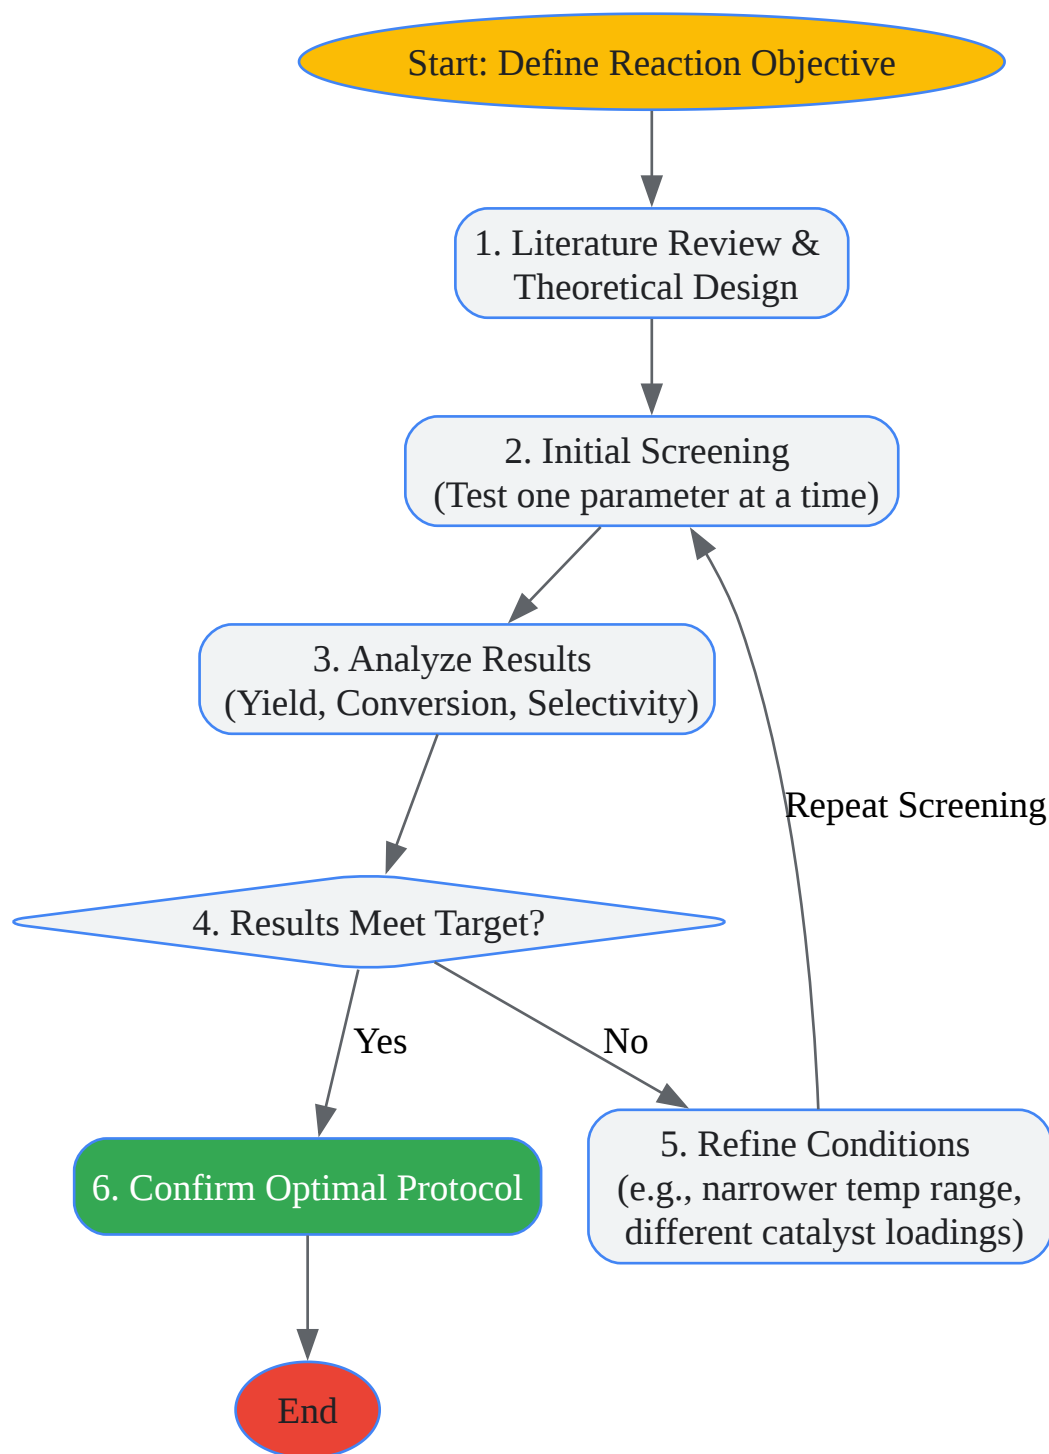 Start: Define Reaction Objective
1. Literature Review &
Theoretical Design
2. Initial Screening
(Test one parameter at a time)
3. Analyze Results
(Yield, Conversion, Selectivity)
Repeat Screening
4. Results Meet Target?
Yes
No
5. Refine Conditions
(e.g., narrower temp range,
different catalyst loadings)
6. Confirm Optimal Protocol
End